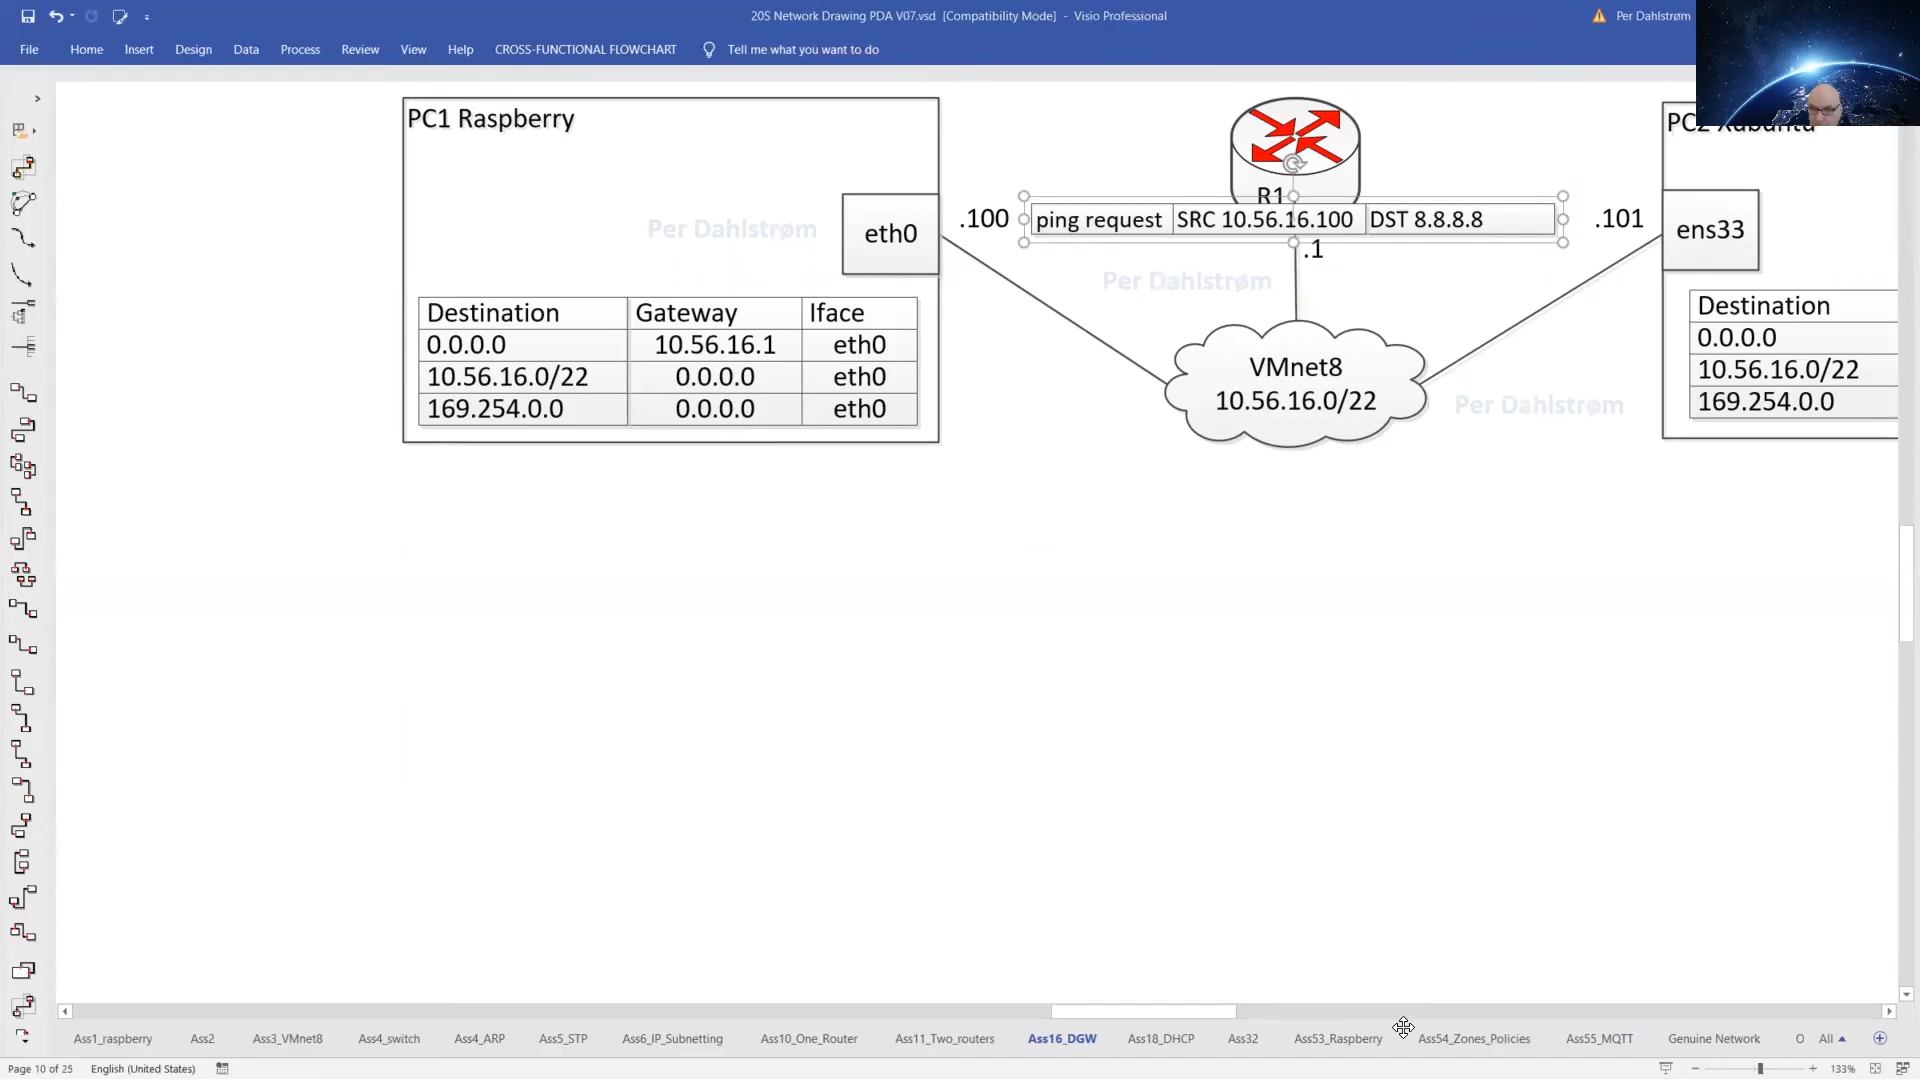 20S Network Drawing PDA V07.vsd [Compatibility Mode] - Visio Professional
Per Dahlstrøm
File Home Insert Design Data Process Review View Help CROSS-FUNCTIONAL FLOWCHART Tell me what you want to do
PC1 Raspberry
eth0
Per Dahlstrøm
Destination Gateway Iface
0.0.0.0 10.56.16.1 eth0
10.56.16.0/22 0.0.0.0 eth0
169.254.0.0 0.0.0.0 eth0
R1
.100
ping request SRC 10.56.16.100 DST 8.8.8.8
.1
Per Dahlstrøm
VMnet8
10.56.16.0/22
Per Dahlstrøm
PC2 Xubuntu
.101
ens33
Destination
0.0.0.0
10.56.16.0/22
169.254.0.0
Ass1_raspberry Ass2 Ass3_VMnet8 Ass4_switch Ass4_ARP Ass5_STP Ass6_IP_Subnetting Ass10_One_Router Ass11_Two_routers Ass16_DGW Ass18_DHCP Ass32 Ass53_Raspberry Ass54_Zones_Policies Ass55_MQTT Genuine Network O All
Page 10 of 25 English (United States) 133%